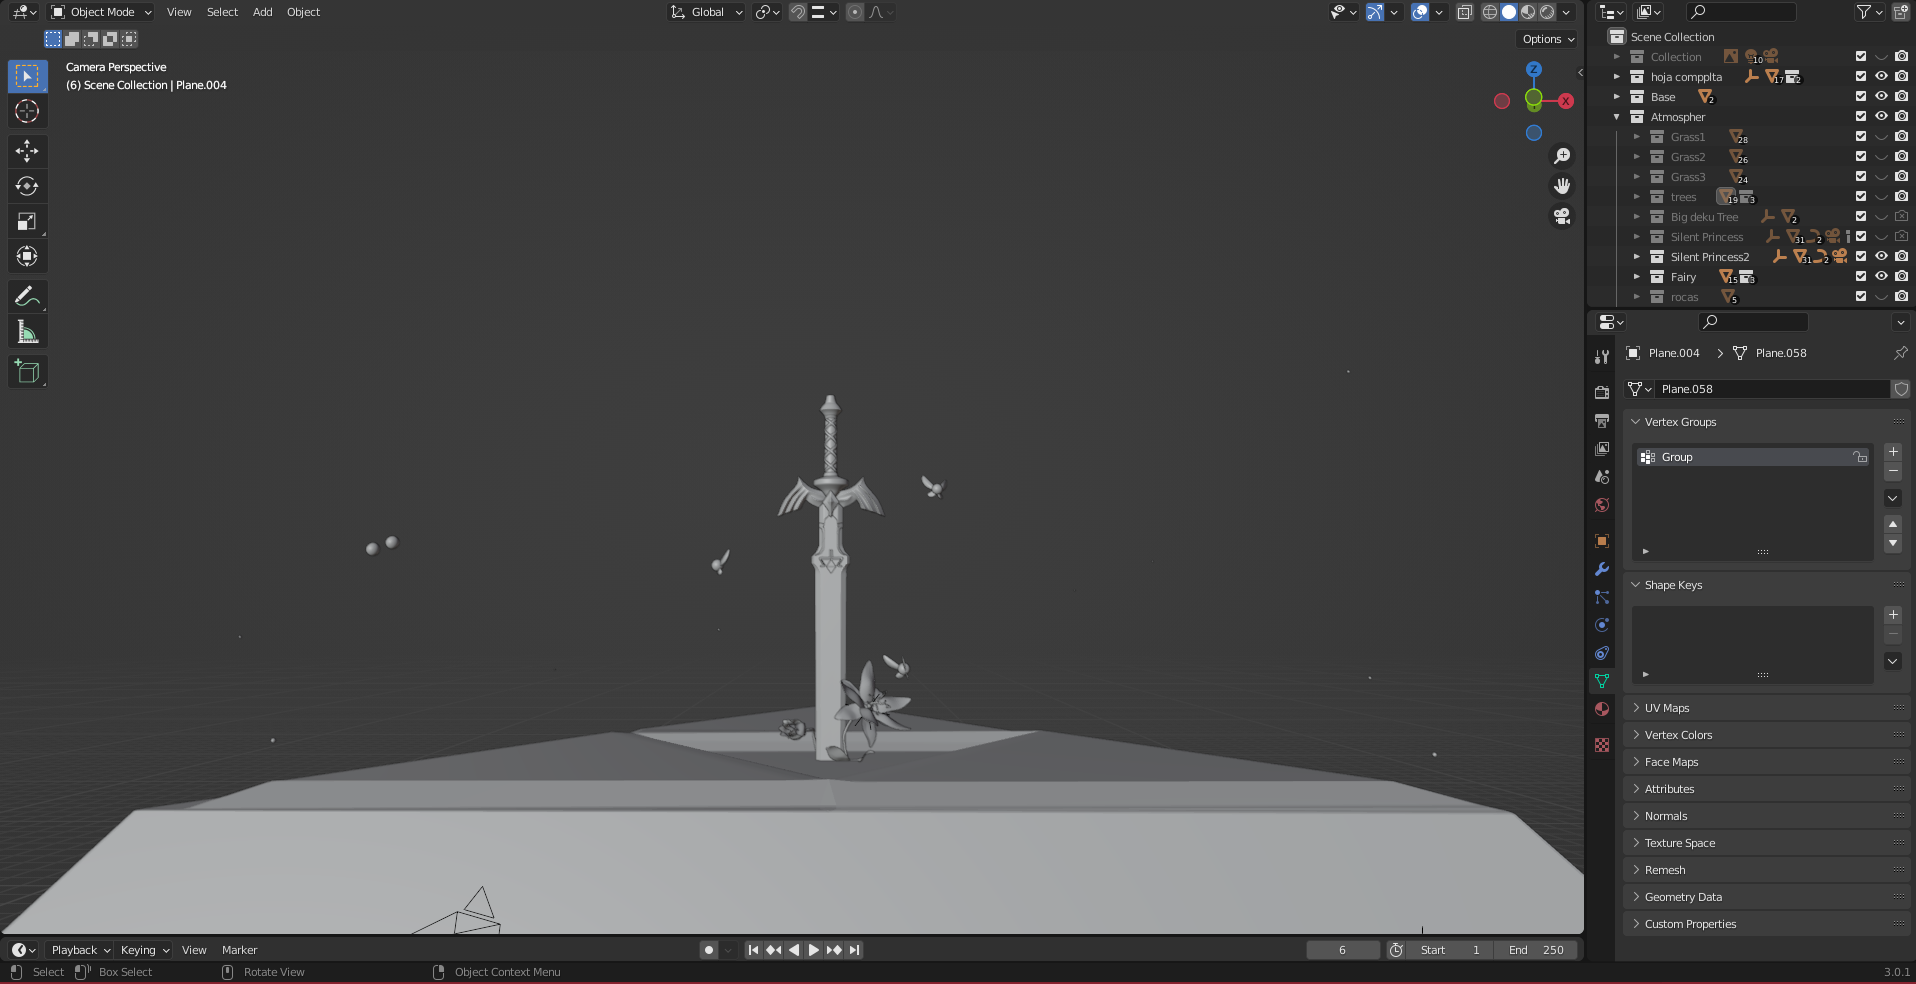 Object Mode View Select Add Object Global
Options
Camera Perspective
(6) Scene Collection | Plane.004
Z
X
Scene Collection
Collection 10
hoja compplta 17 2
Base 2
Atmospher
Grass1 28
Grass2 26
Grass3 24
trees 19 3
Big deku Tree 2
Silent Princess 31 2
Silent Princess2 31 2
Fairy 15 3
rocas 5
Plane.004 > Plane.058
Plane.058
Vertex Groups
Group
Shape Keys
UV Maps
Vertex Colors
Face Maps
Attributes
Normals
Texture Space
Remesh
Geometry Data
Custom Properties
Playback Keying View Marker 6 Start 1 End 250
Select Box Select Rotate View Object Context Menu 3.0.1